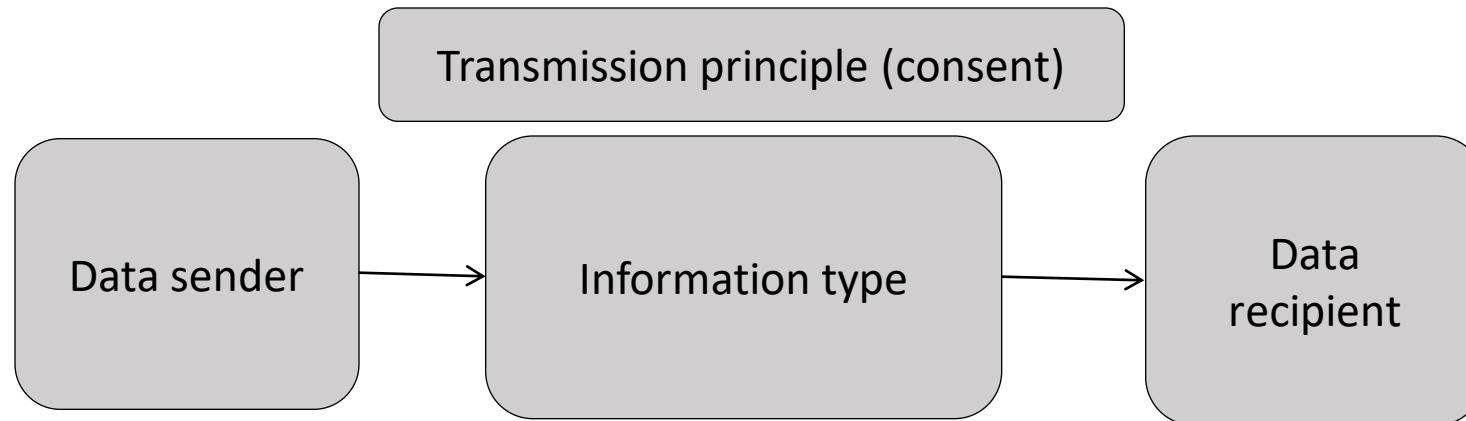 Transmission principle (consent)
Data sender
Information type
Data
recipient